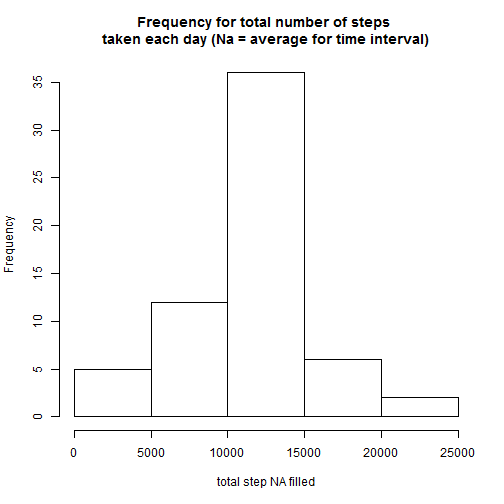 Frequency for total number of steps
taken each day (Na = average for time interval)
Frequency
35
30
25
20
15
10
5
0
0 5000 10000 15000 20000 25000
total step NA filled